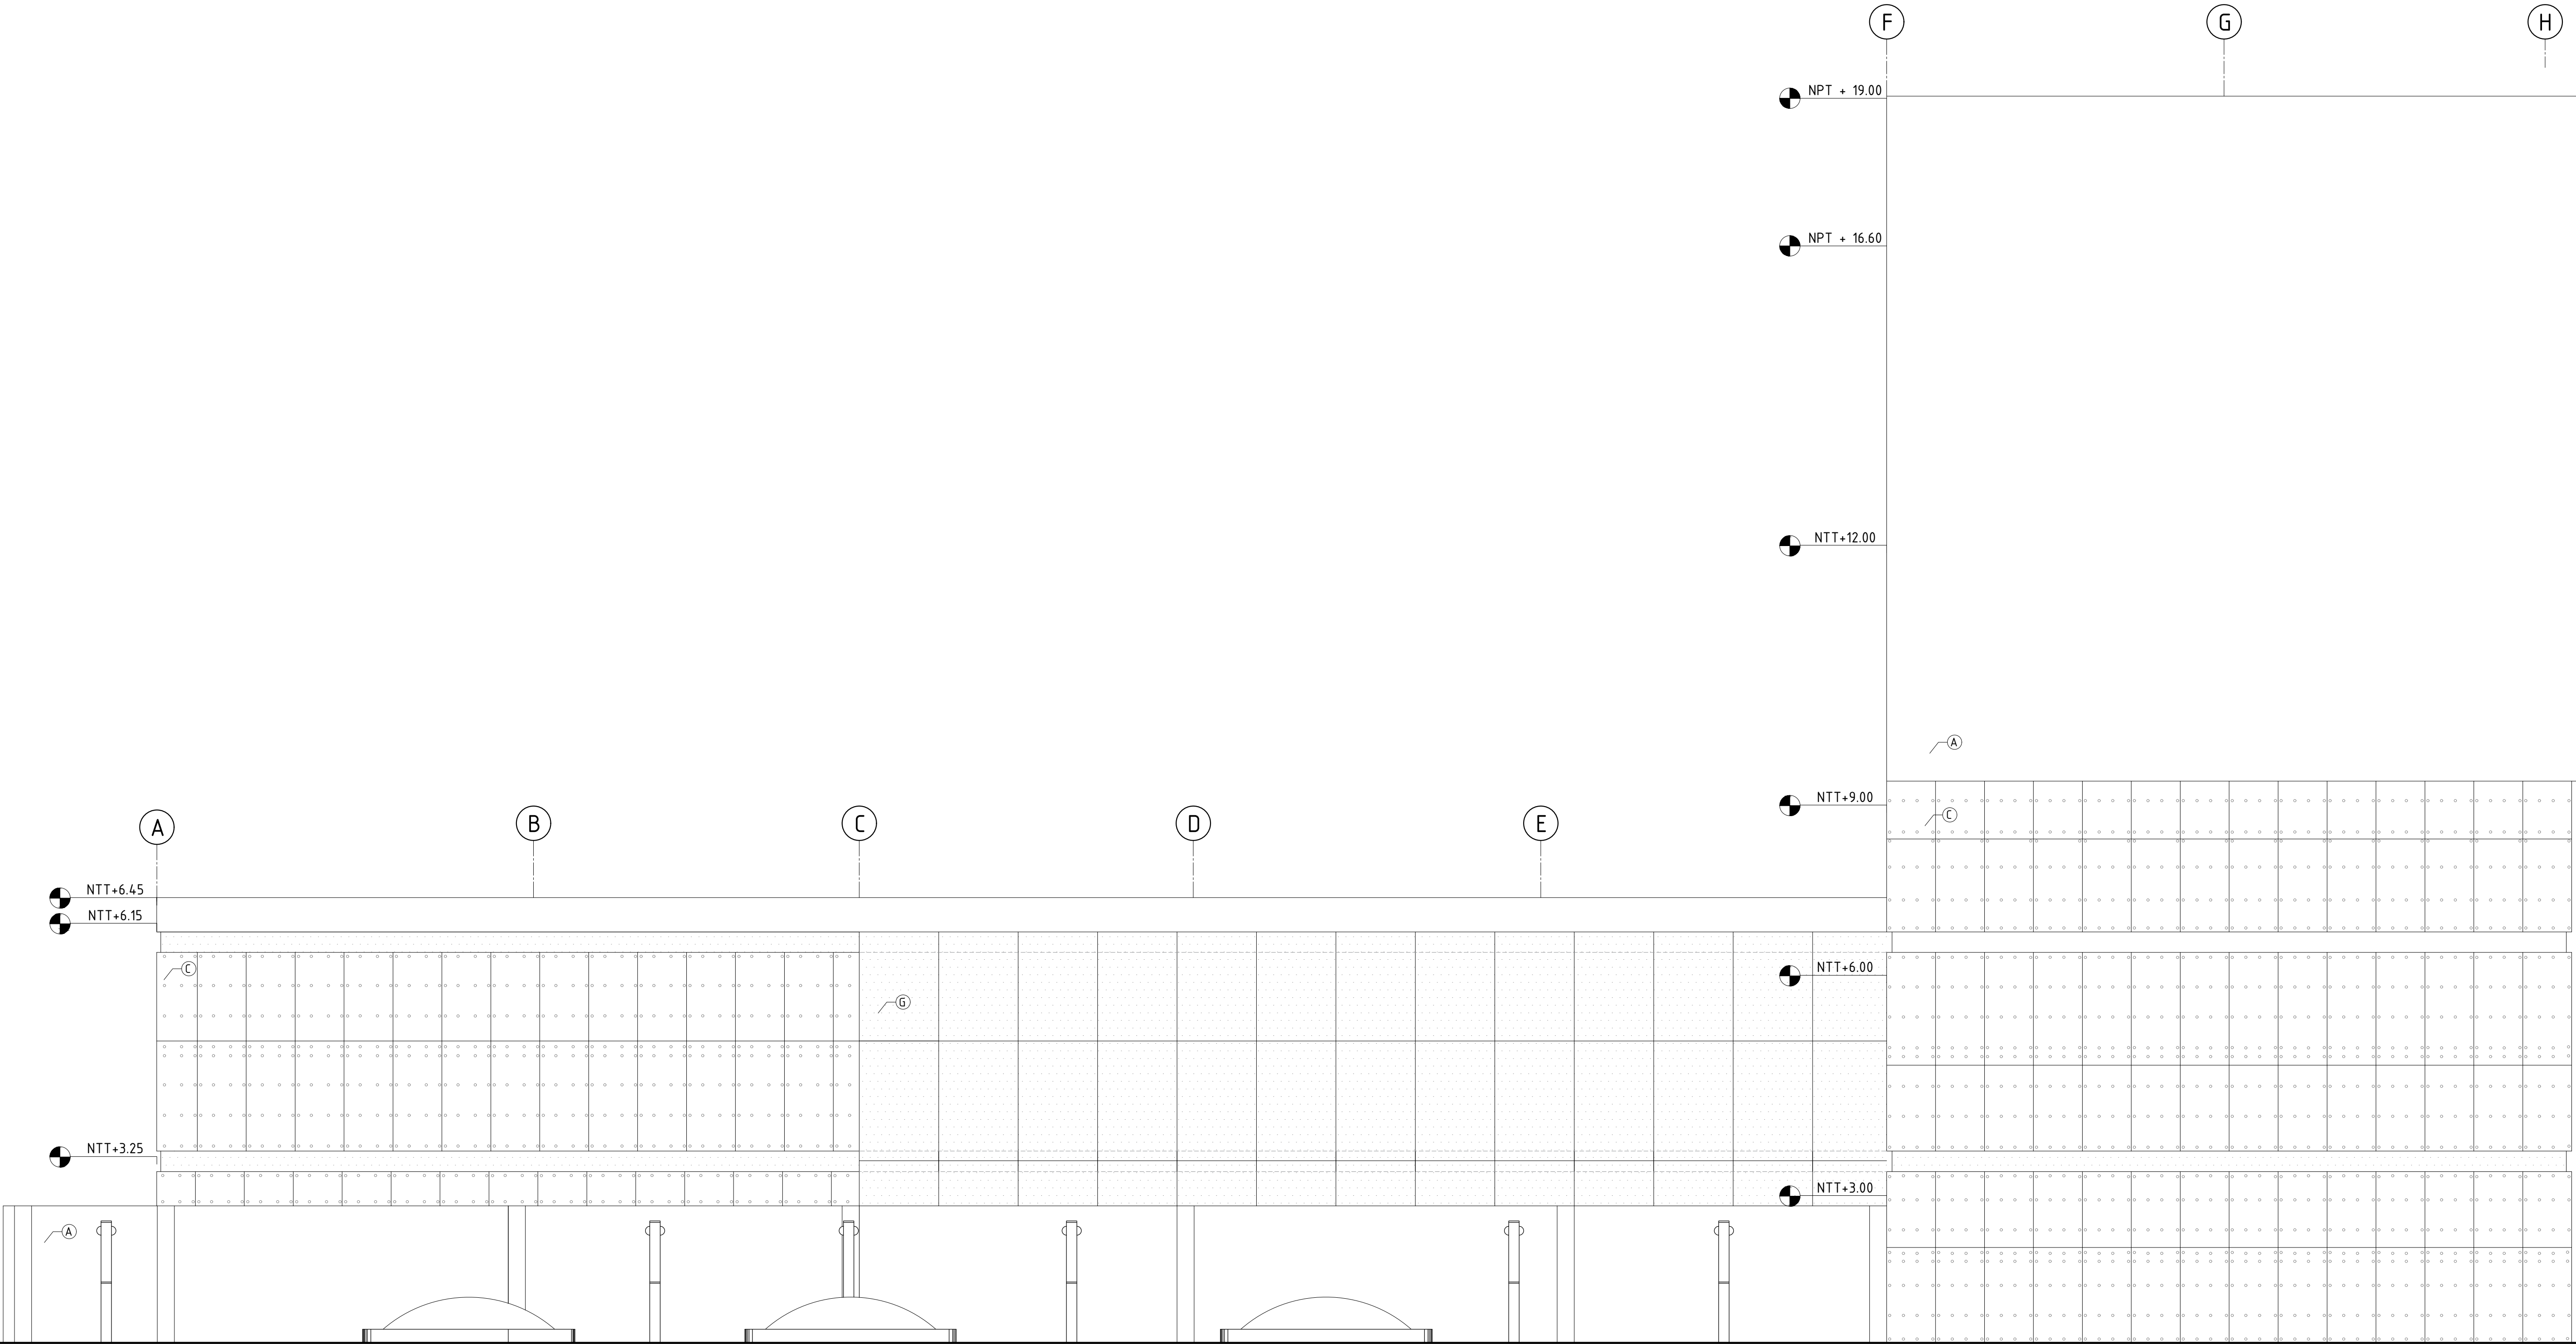 F
G
H
NPT + 19.00
NPT + 16.60
NTT+12.00
A
NTT+9.00
C
A
B
C
D
E
NTT+6.45
NTT+6.15
C
NTT+6.00
G
NTT+3.25
NTT+3.00
A